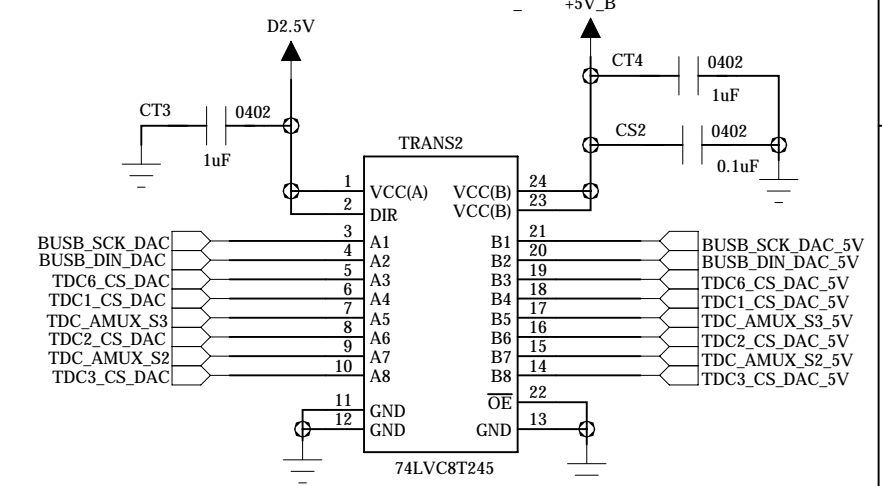 +5V_B
D2.5V
CT4 0402
1uF
CT3 0402
1uF
CS2 0402
0.1uF
TRANS2
1 VCC(A) VCC(B) 24
2 DIR VCC(B) 23
BUSB_SCK_DAC 3 A1 B1 21 BUSB_SCK_DAC_5V
BUSB_DIN_DAC 4 A2 B2 20 BUSB_DIN_DAC_5V
TDC6_CS_DAC 5 A3 B3 19 TDC6_CS_DAC_5V
TDC1_CS_DAC 6 A4 B4 18 TDC1_CS_DAC_5V
TDC_AMUX_S3 7 A5 B5 17 TDC_AMUX_S3_5V
TDC2_CS_DAC 8 A6 B6 16 TDC2_CS_DAC_5V
TDC_AMUX_S2 9 A7 B7 15 TDC_AMUX_S2_5V
TDC3_CS_DAC 10 A8 B8 14 TDC3_CS_DAC_5V
OE 22
11 GND
12 GND GND 13
74LVC8T245